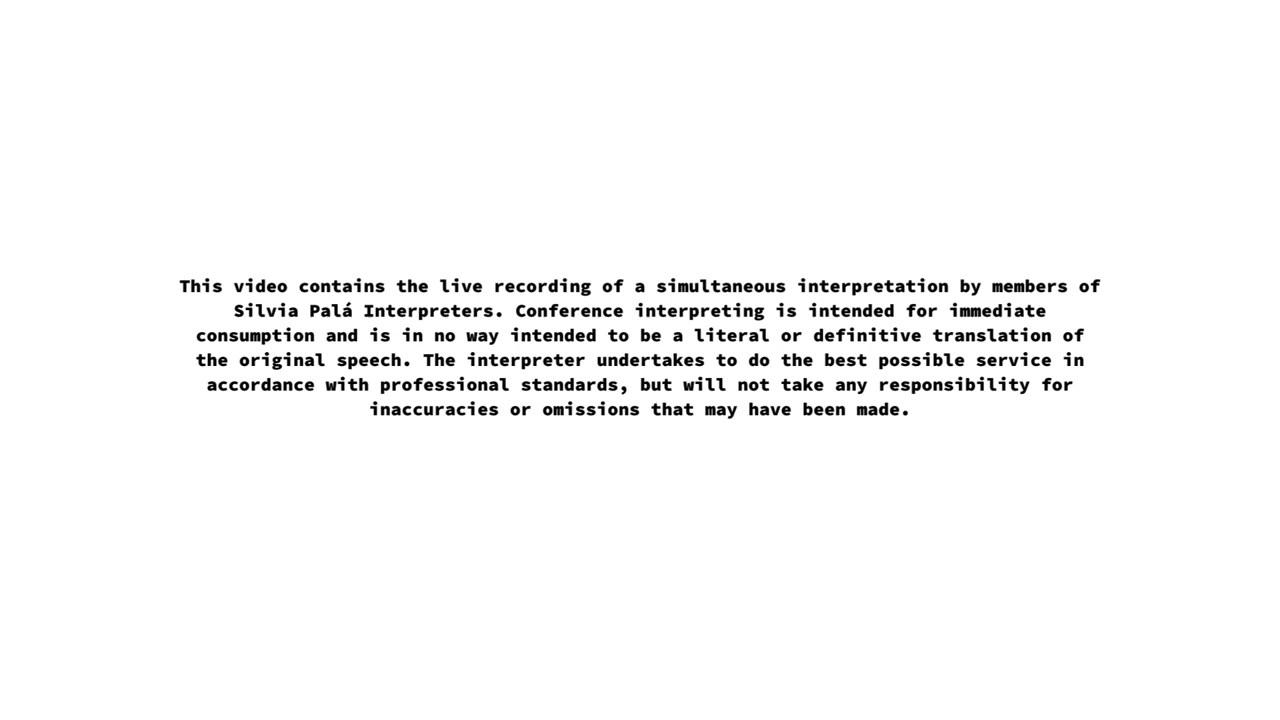 This video contains the live recording of a simultaneous interpretation by members of
Silvia Palá Interpreters. Conference interpreting is intended for immediate
consumption and is in no way intended to be a literal or definitive translation of
the original speech. The interpreter undertakes to do the best possible service in
accordance with professional standards, but will not take any responsibility for
inaccuracies or omissions that may have been made.